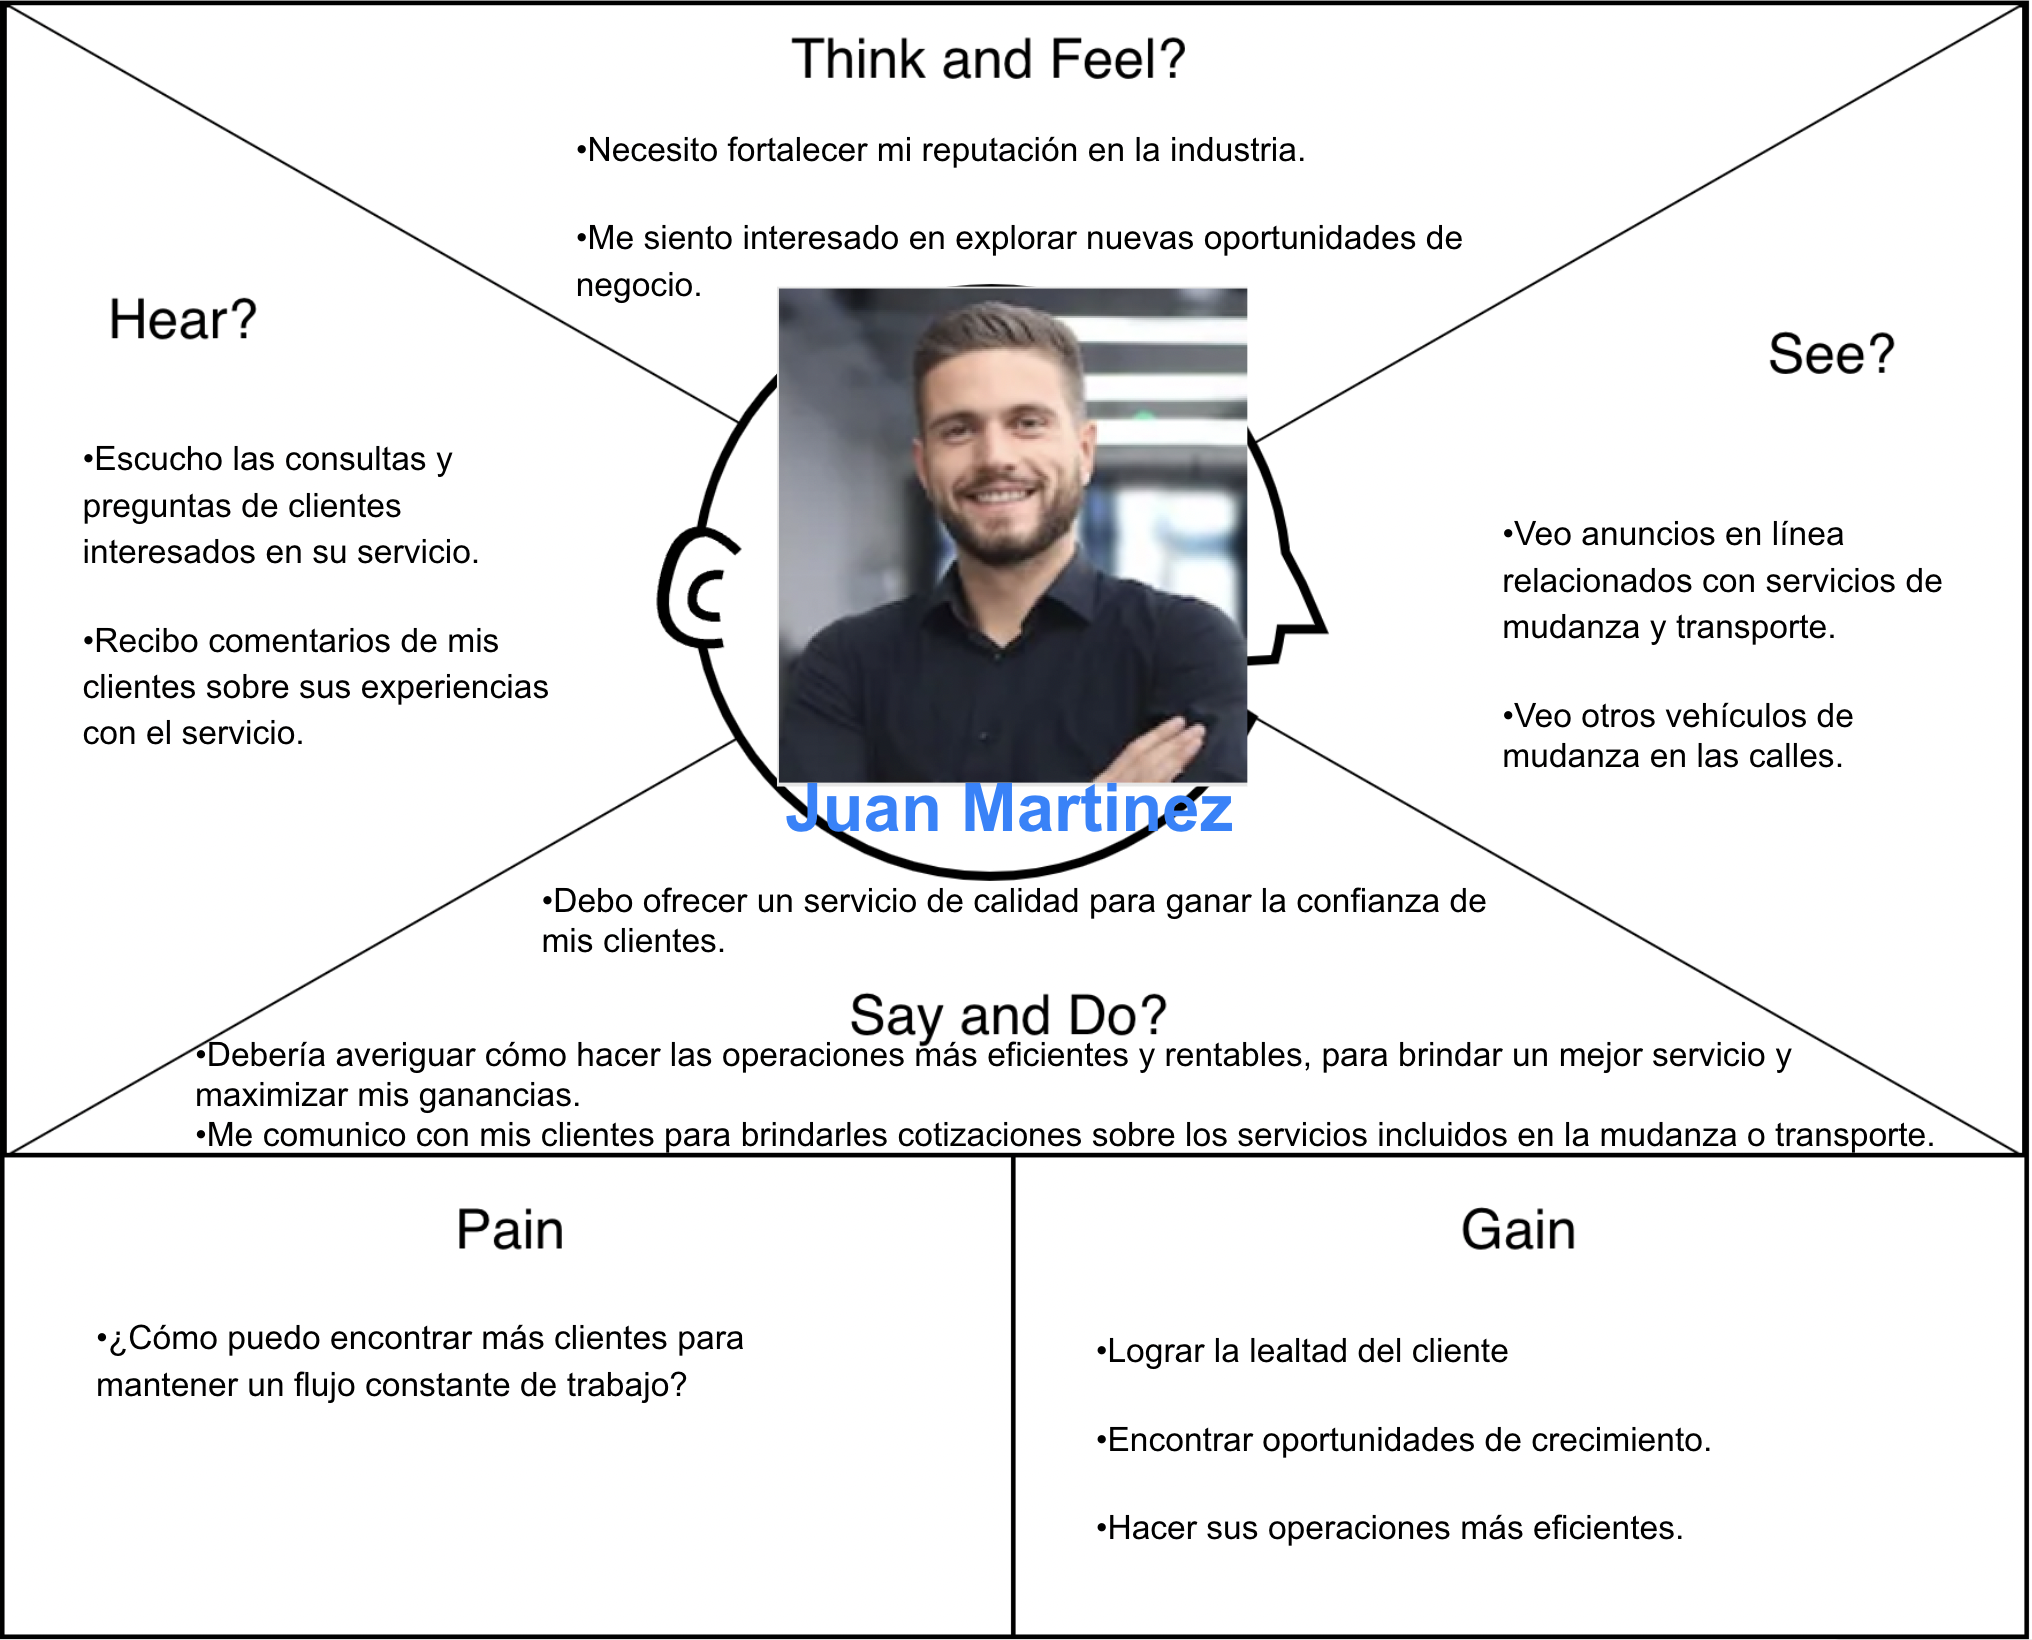 Think and Feel?
•Necesito fortalecer mi reputación en la industria.
•Me siento interesado en explorar nuevas oportunidades de
negocio.
Hear?
•Escucho las consultas y
preguntas de clientes
interesados en su servicio.
•Recibo comentarios de mis
clientes sobre sus experiencias
con el servicio.
See?
•Veo anuncios en línea
relacionados con servicios de
mudanza y transporte.
•Veo otros vehículos de
mudanza en las calles.
Juan Martinez
•Debo ofrecer un servicio de calidad para ganar la confianza de
mis clientes.
Say and Do?
•Debería averiguar cómo hacer las operaciones más eficientes y rentables, para brindar un mejor servicio y
maximizar mis ganancias.
•Me comunico con mis clientes para brindarles cotizaciones sobre los servicios incluidos en la mudanza o transporte.
Pain
•¿Cómo puedo encontrar más clientes para
mantener un flujo constante de trabajo?
Gain
•Lograr la lealtad del cliente
•Encontrar oportunidades de crecimiento.
•Hacer sus operaciones más eficientes.